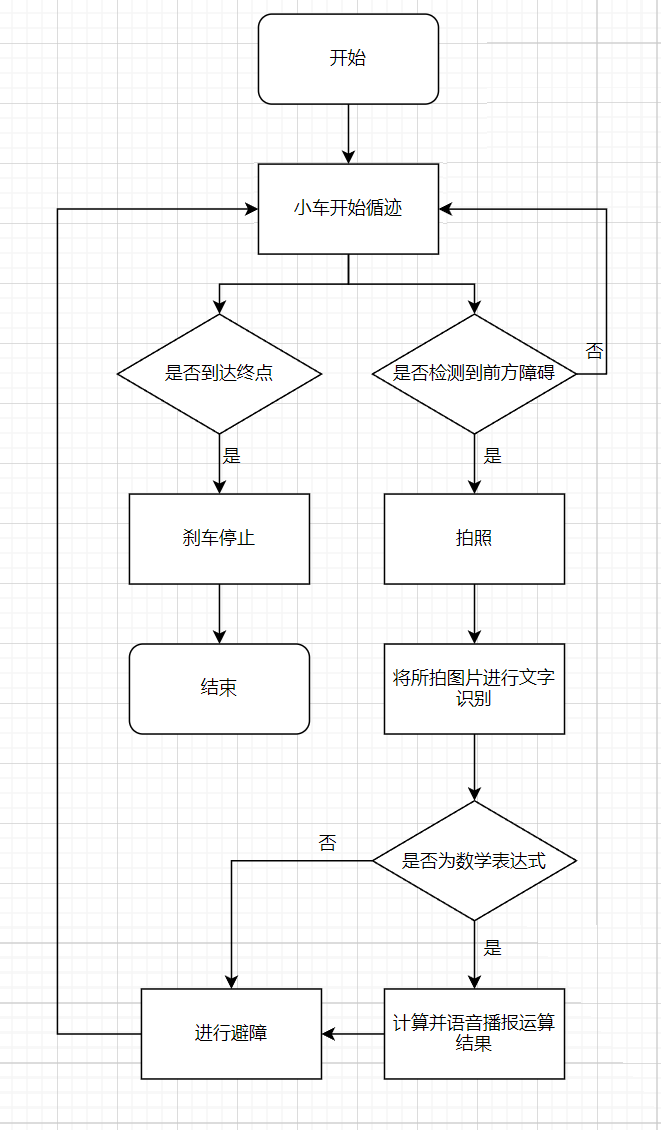 开始
小车开始循迹
否
是否到达终点
是否检测到前方障碍
是
是
刹车停止
拍照
结束
将所拍图片进行文字
识别
否
是否为数学表达式
是
进行避障
计算并语音播报运算
结果